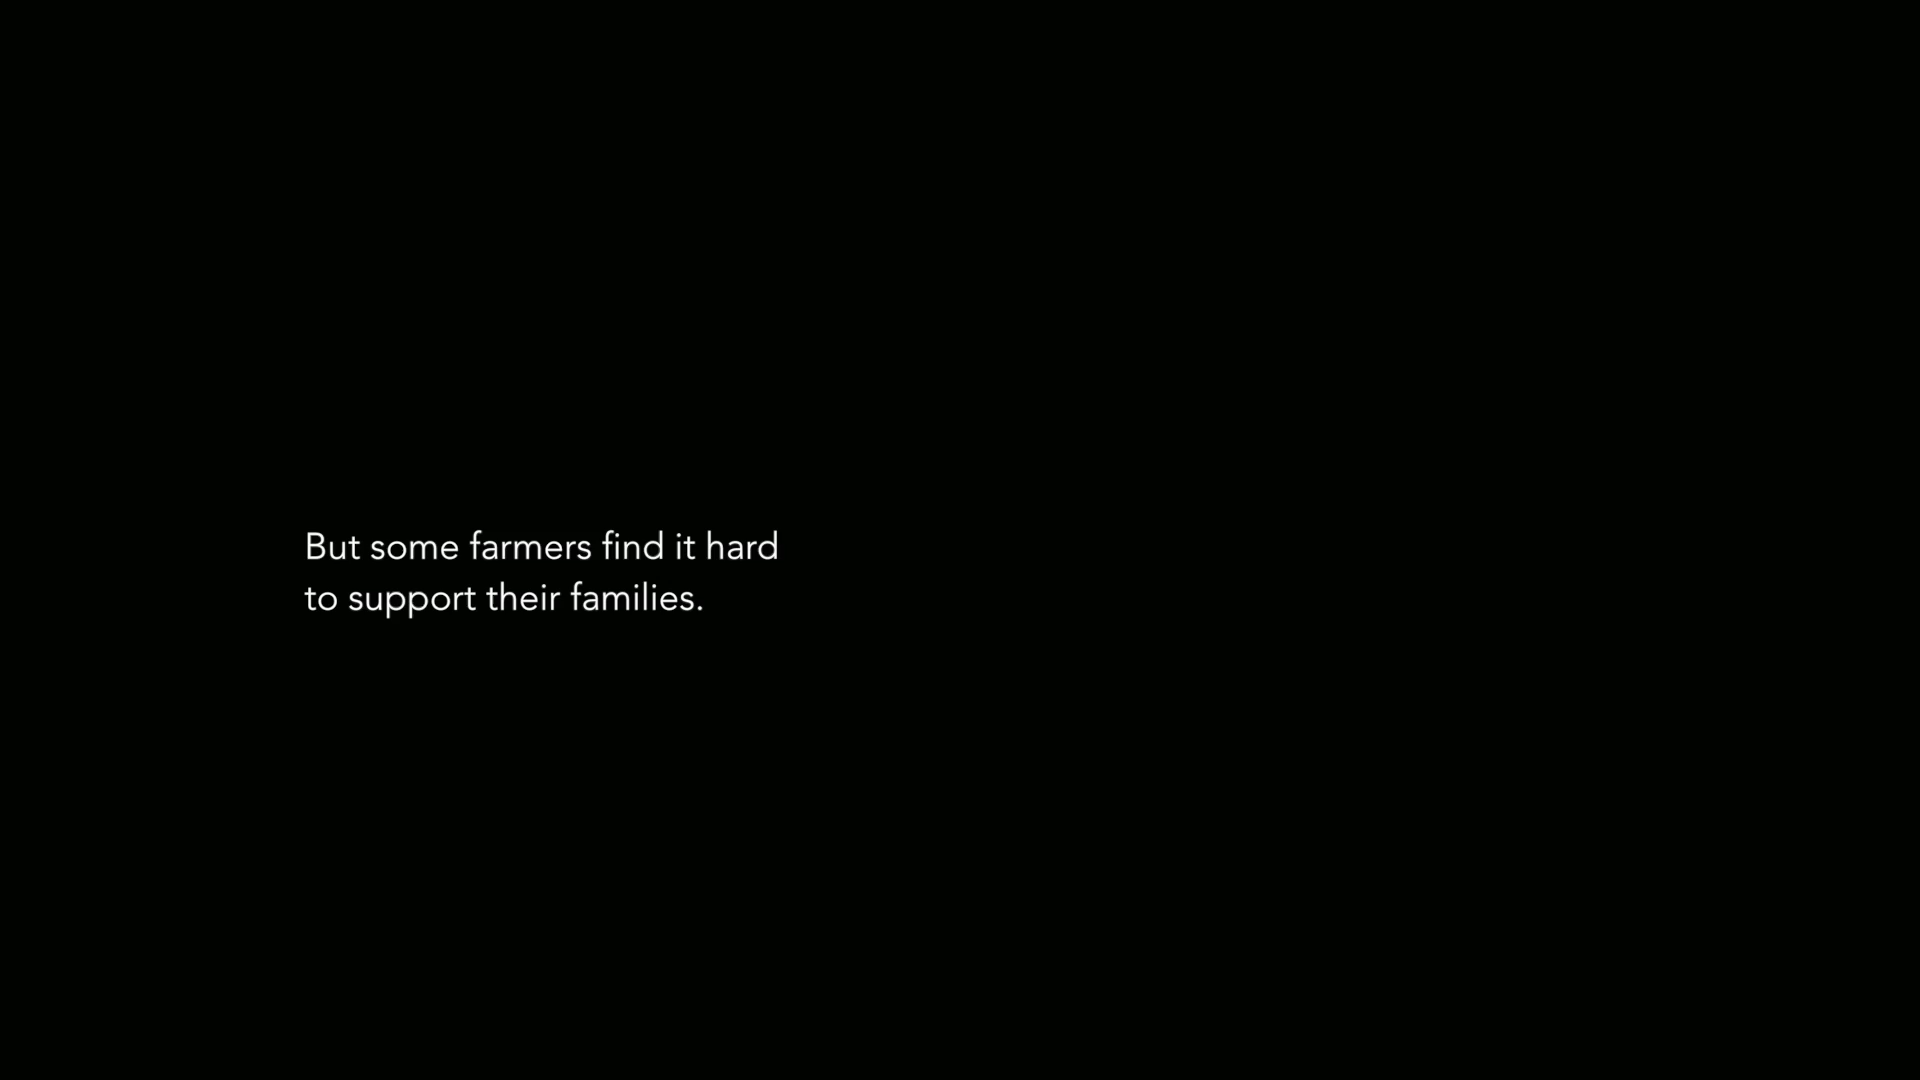 But some farmers find it hard
to support their families.